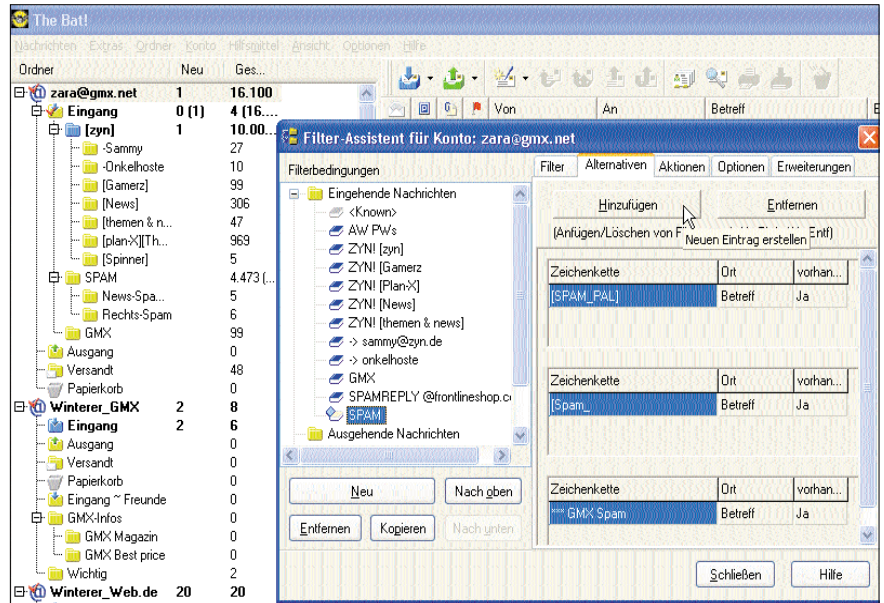 The Bat!
Nachrichten Extras Ordner Konto Hilfsmittel Ansicht Optionen Hilfe
Ordner Neu Ges...
zara@gmx.net 1 16.100
Eingang 0 (1) 4 (16....
[zyn] 1 10.00...
-Sammy 27
-Onkelhoste 10
[Gamerz] 99
[News] 306
[themen & n... 47
[plan-X][Th... 969
[Spinner] 5
SPAM 4.473 (...
News-Spa... 5
Rechts-Spam 6
GMX 99
Ausgang 0
Versandt 48
Papierkorb 0
Winterer_GMX 2 8
Eingang 2 6
Ausgang 0
Versandt 0
Papierkorb 0
Eingang ~ Freunde 0
GMX-Infos 0
GMX Magazin 0
GMX Best price 0
Wichtig 2
Winterer_Web.de 20 20
Von An Betreff E
Filter-Assistent für Konto: zara@gmx.net
Filterbedingungen
Eingehende Nachrichten
<Known>
AW PWs
ZYN! [zyn]
ZYN! [Gamerz
ZYN! [Plan-X]
ZYN! [News]
ZYN! [themen & news]
-> sammy@zyn.de
-> onkelhoste
GMX
SPAMREPLY @frontlineshop.c
SPAM
Ausgehende Nachrichten
Neu Nach oben
Entfernen Kopieren Nach unten
Filter Alternativen Aktionen Optionen Erweiterungen
Hinzufügen Entfernen
(Anfügen/Löschen von Entf)
Neuen Eintrag erstellen
Zeichenkette Ort vorhan...
[SPAM_PAL] Betreff Ja
Zeichenkette Ort vorhan...
[Spam_ Betreff Ja
Zeichenkette Ort vorhan...
*** GMX Spam Betreff Ja
Schließen Hilfe